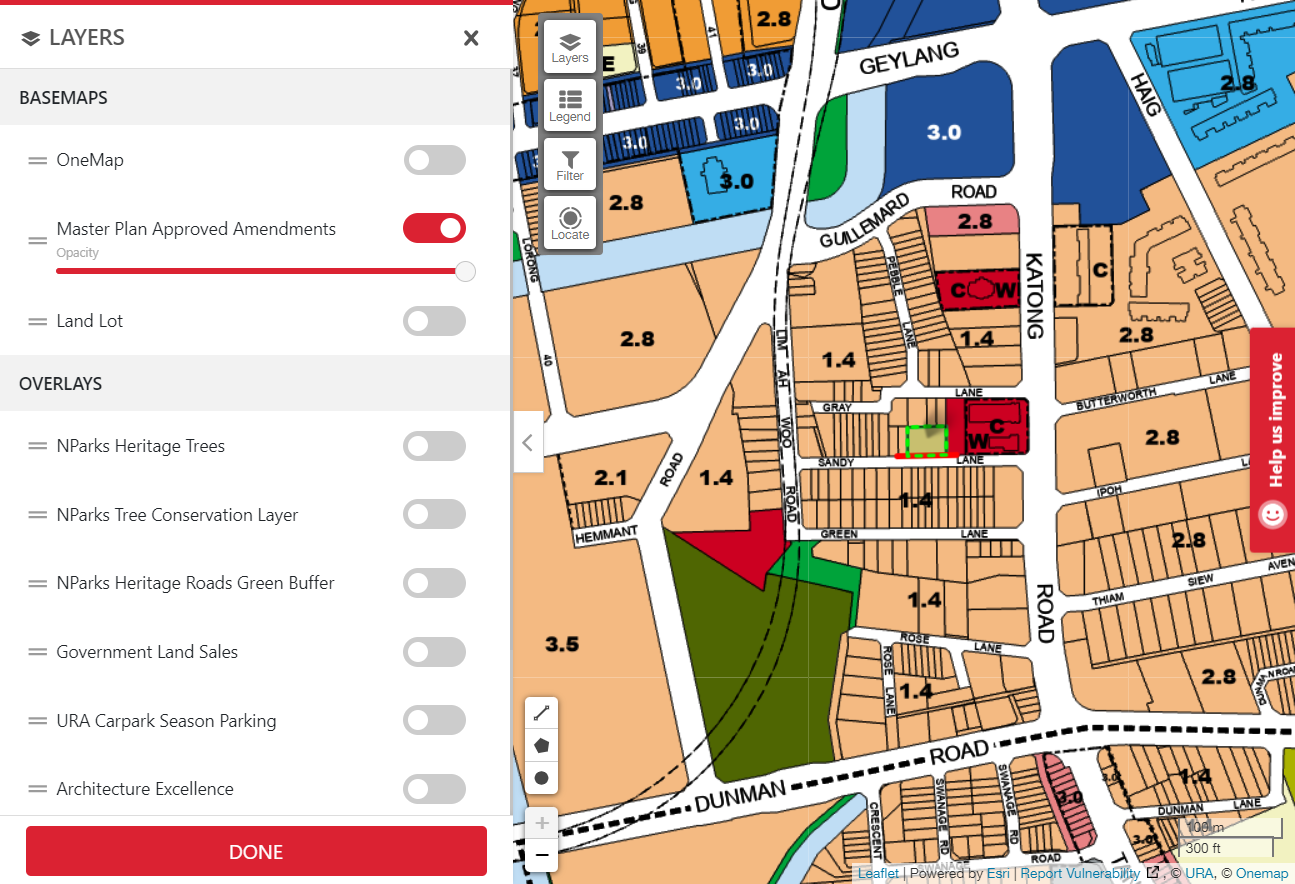 LAYERS
BASEMAPS
OneMap
Master Plan Approved Amendments
Opacity
Land Lot
OVERLAYS
NParks Heritage Trees
NParks Tree Conservation Layer
NParks Heritage Roads Green Buffer
Government Land Sales
URA Carpark Season Parking
Architecture Excellence
DONE
Layers
Legend
Filter
Locate
39
41
2.8
E
3.0
3.0
GEYLANG
3.0
3.0
3.0
HAIG
2.8
3.0
2.8
ROAD
GUILLEMARD
2.8
LORONG
40
KATONG
C
PEBBLE
LANE
C W
2.8
LIM AH WOO ROAD
1.4
1.4
2.8
LANE
BUTTERWORTH
LANE
GRAY
C
W
2.8
SANDY
LANE
2.1
ROAD
1.4
1.4
IPOH
HEMMANT
GREEN
LANE
2.8
THIAM
SIEW
AVEN
1.4
ROAD
3.5
ROSE
LANE
ROSE LANE
1.4
2.8
DUNMAN
ROAD
SWANAGE RD
SWANAGE RD
CRESCENT
3.0
3.0
1.4
DUNMAN
LANE
3.0
ROAD
SWANAGE
Help us improve
100 m
300 ft
Leaflet | Powered by Esri | Report Vulnerability , © URA, © Onemap